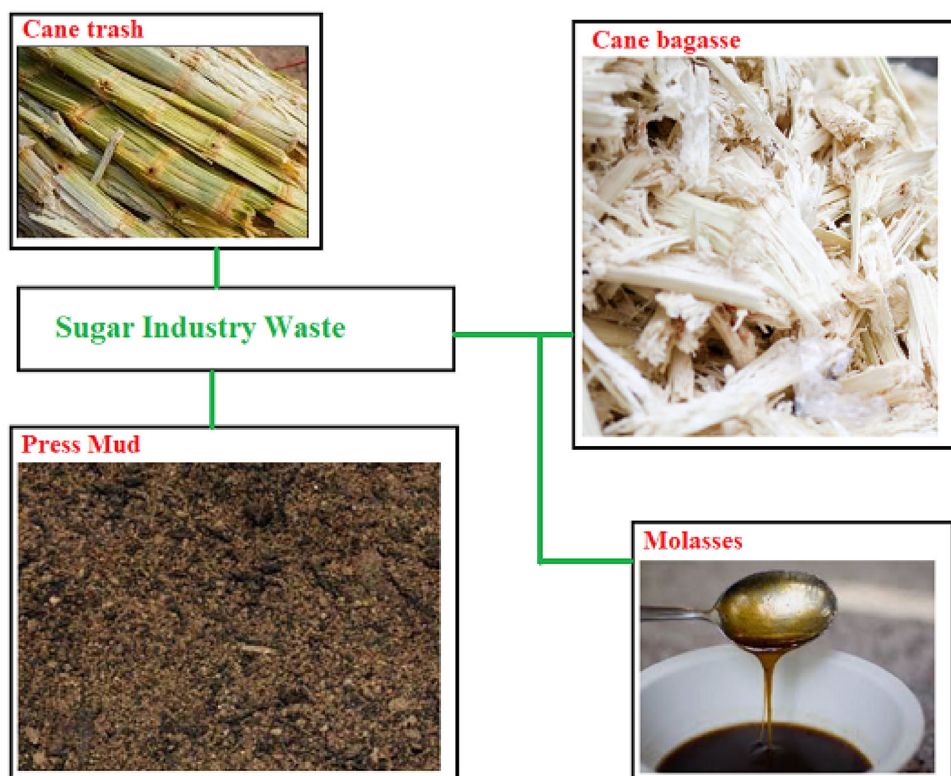 Cane trash
Cane bagasse
Sugar Industry Waste
Press Mud
Molasses